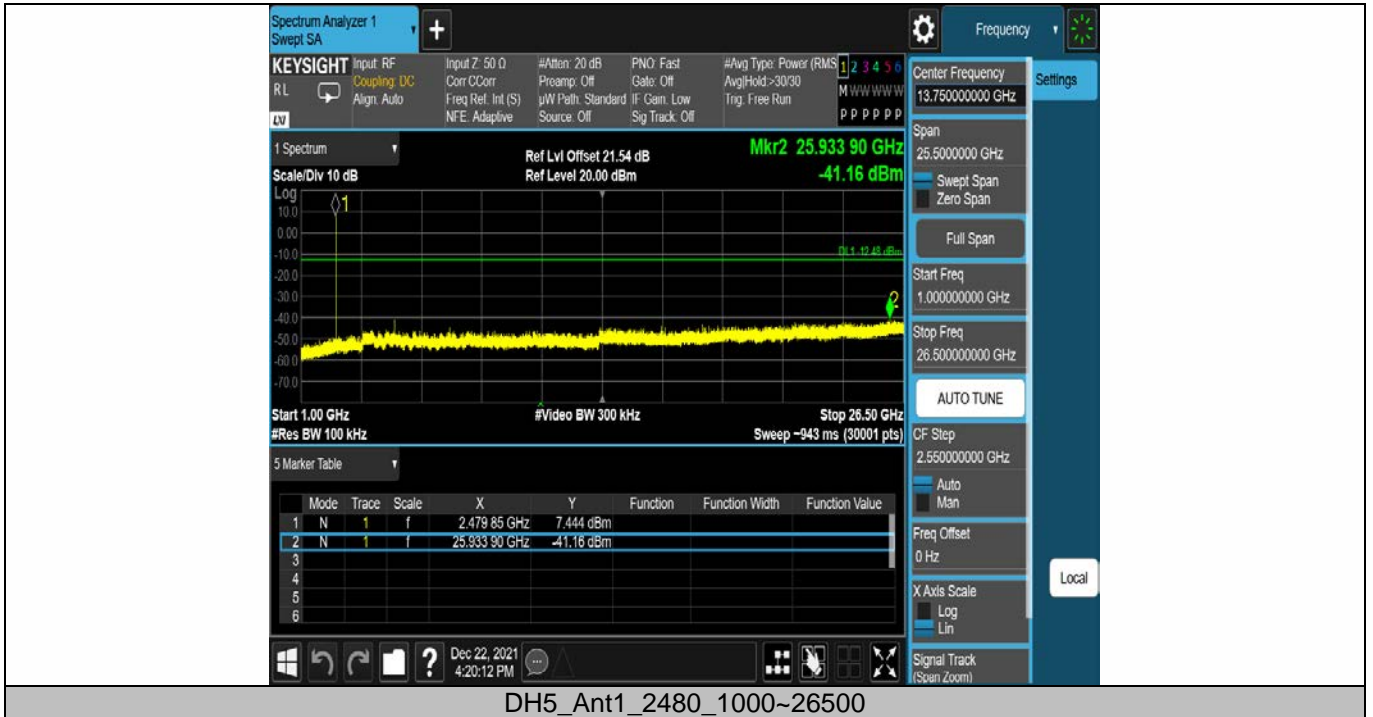 Spectrum Analyzer 1
Swept SA
+
Frequency
KEYSIGHT
RL
LV
Input: RF
Coupling: DC
Align: Auto
Input Z: 50 Ω
Corr CCorr
Freq Ref: Int (S)
NFE: Adaptive
#Atten: 20 dB
Preamp: Off
µW Path: Standard
Source: Off
PNO: Fast
Gate: Off
IF Gain: Low
Sig Track: Off
#Avg Type: Power (RMS
Avg|Hold:>30/30
Trig: Free Run
1 2 3 4 5 6
M W W W W W
P P P P P P
Center Frequency
13.750000000 GHz
Settings
1 Spectrum
Scale/Div 10 dB
Ref Lvl Offset 21.54 dB
Ref Level 20.00 dBm
Mkr2 25.933 90 GHz
-41.16 dBm
Log
10.0
0.00
-10.0
-20.0
-30.0
-40.0
-50.0
-60.0
-70.0
1
DL1 -12.48 dBm
2
Start 1.00 GHz
#Res BW 100 kHz
#Video BW 300 kHz
Stop 26.50 GHz
Sweep ~943 ms (30001 pts)
Span
25.5000000 GHz
Swept Span
Zero Span
Full Span
Start Freq
1.000000000 GHz
Stop Freq
26.500000000 GHz
AUTO TUNE
CF Step
2.550000000 GHz
Auto
Man
Freq Offset
0 Hz
X Axis Scale
Log
Lin
Signal Track
(Span Zoom)
Local
5 Marker Table
Mode Trace Scale X Y Function Function Width Function Value
1 N 1 f 2.479 85 GHz 7.444 dBm
2 N 1 f 25.933 90 GHz -41.16 dBm
3
4
5
6
?
Dec 22, 2021
4:20:12 PM
DH5_Ant1_2480_1000~26500